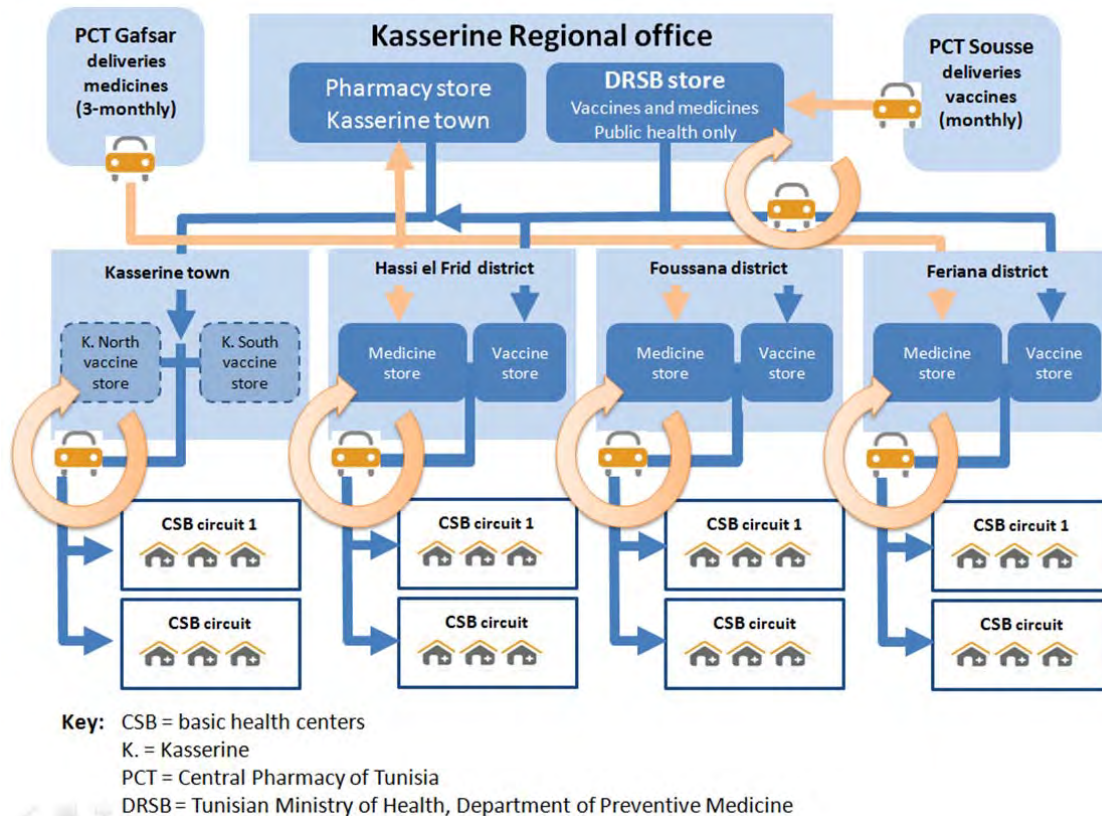 PCT Gafsar
deliveries
medicines
(3-monthly)
Kasserine Regional office
Pharmacy store
Kasserine town
DRSB store
Vaccines and medicines
Public health only
PCT Sousse
deliveries
vaccines
(monthly)
Kasserine town
K. North
vaccine
store
K. South
vaccine
store
Hassi el Frid district
Medicine
store
Vaccine
store
Foussana district
Medicine
store
Vaccine
store
Feriana district
Medicine
store
Vaccine
store
CSB circuit 1
CSB circuit 1
CSB circuit 1
CSB circuit 1
CSB circuit
CSB circuit
CSB circuit
CSB circuit
Key: CSB = basic health centers
K. = Kasserine
PCT = Central Pharmacy of Tunisia
DRSB = Tunisian Ministry of Health, Department of Preventive Medicine